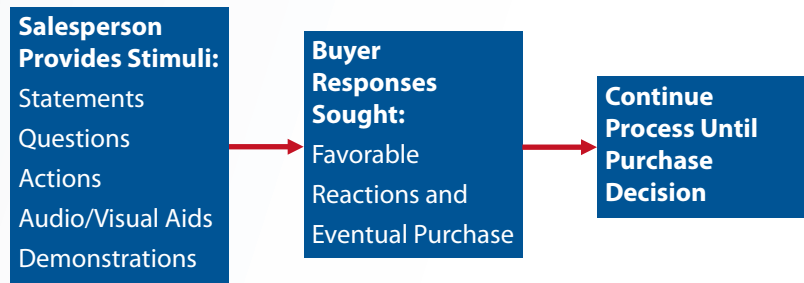 Salesperson
Provides Stimuli:
Statements
Questions
Actions
Audio/Visual Aids
Demonstrations
Buyer
Responses
Sought:
Favorable
Reactions and
Eventual Purchase
Continue
Process Until
Purchase
Decision